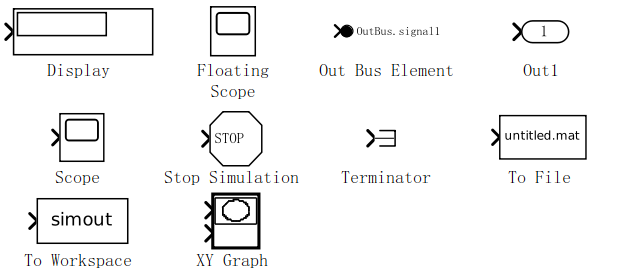 OutBus.signal1
1
Display
Floating
Scope
Out Bus Element
Out1
STOP
untitled.mat
Scope
Stop Simulation
Terminator
To File
simout
To Workspace
XY Graph